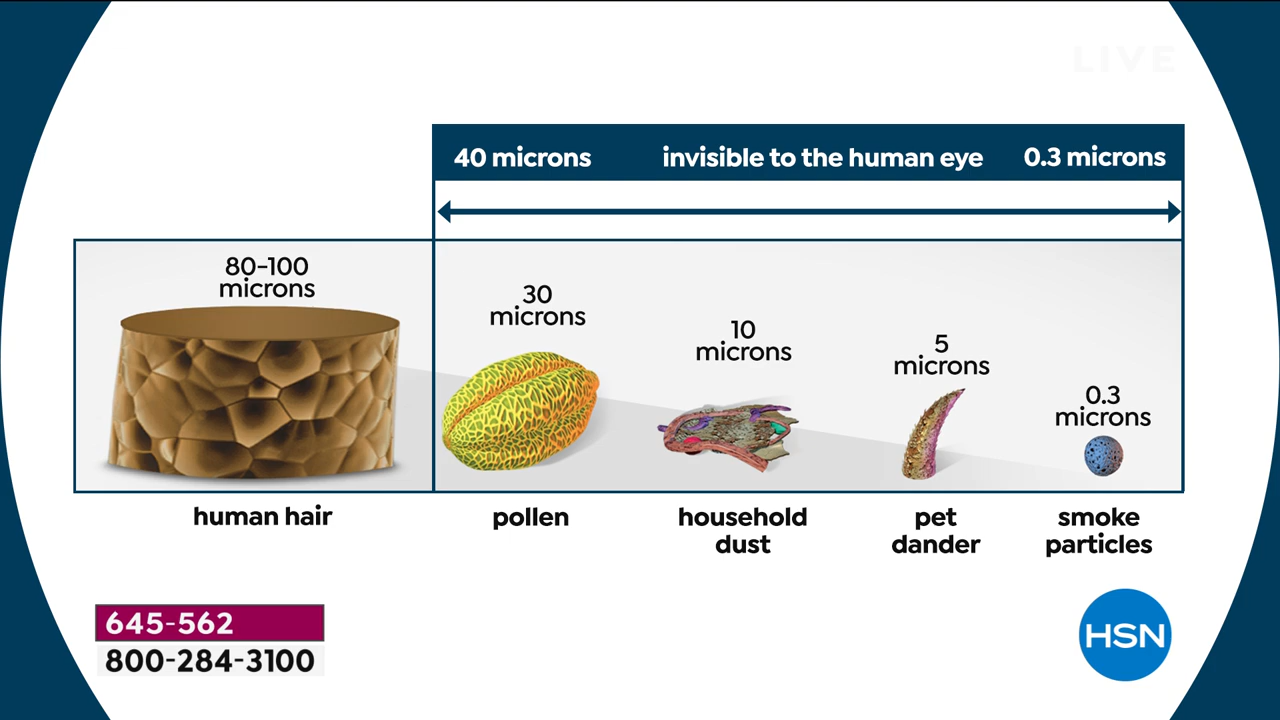 LIVE
40 microns invisible to the human eye 0.3 microns
80-100
microns
30
microns
10
microns
5
microns
0.3
microns
human hair
pollen
household
dust
pet
dander
smoke
particles
645-562
800-284-3100
HSN